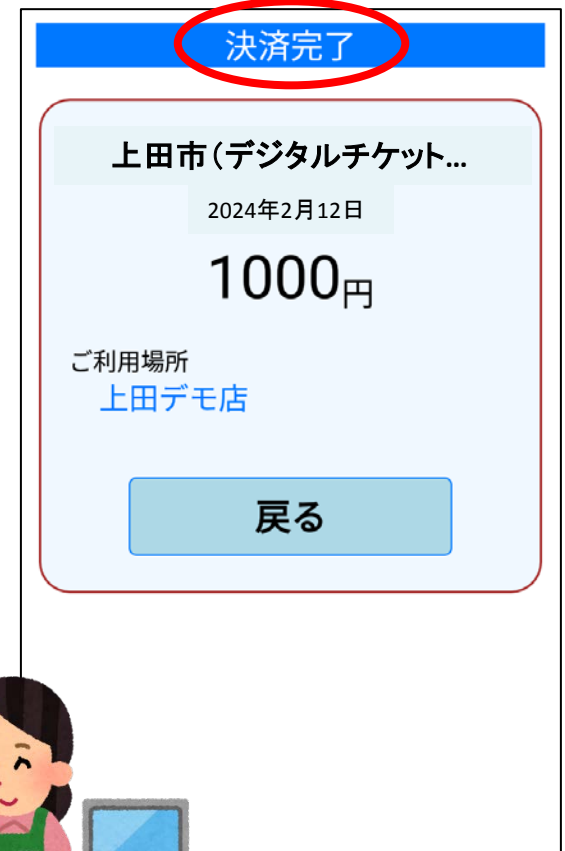 決済完了
上田市(デジタルチケット...
2024年2月12日
1000円
ご利用場所
上田デモ店
戻る